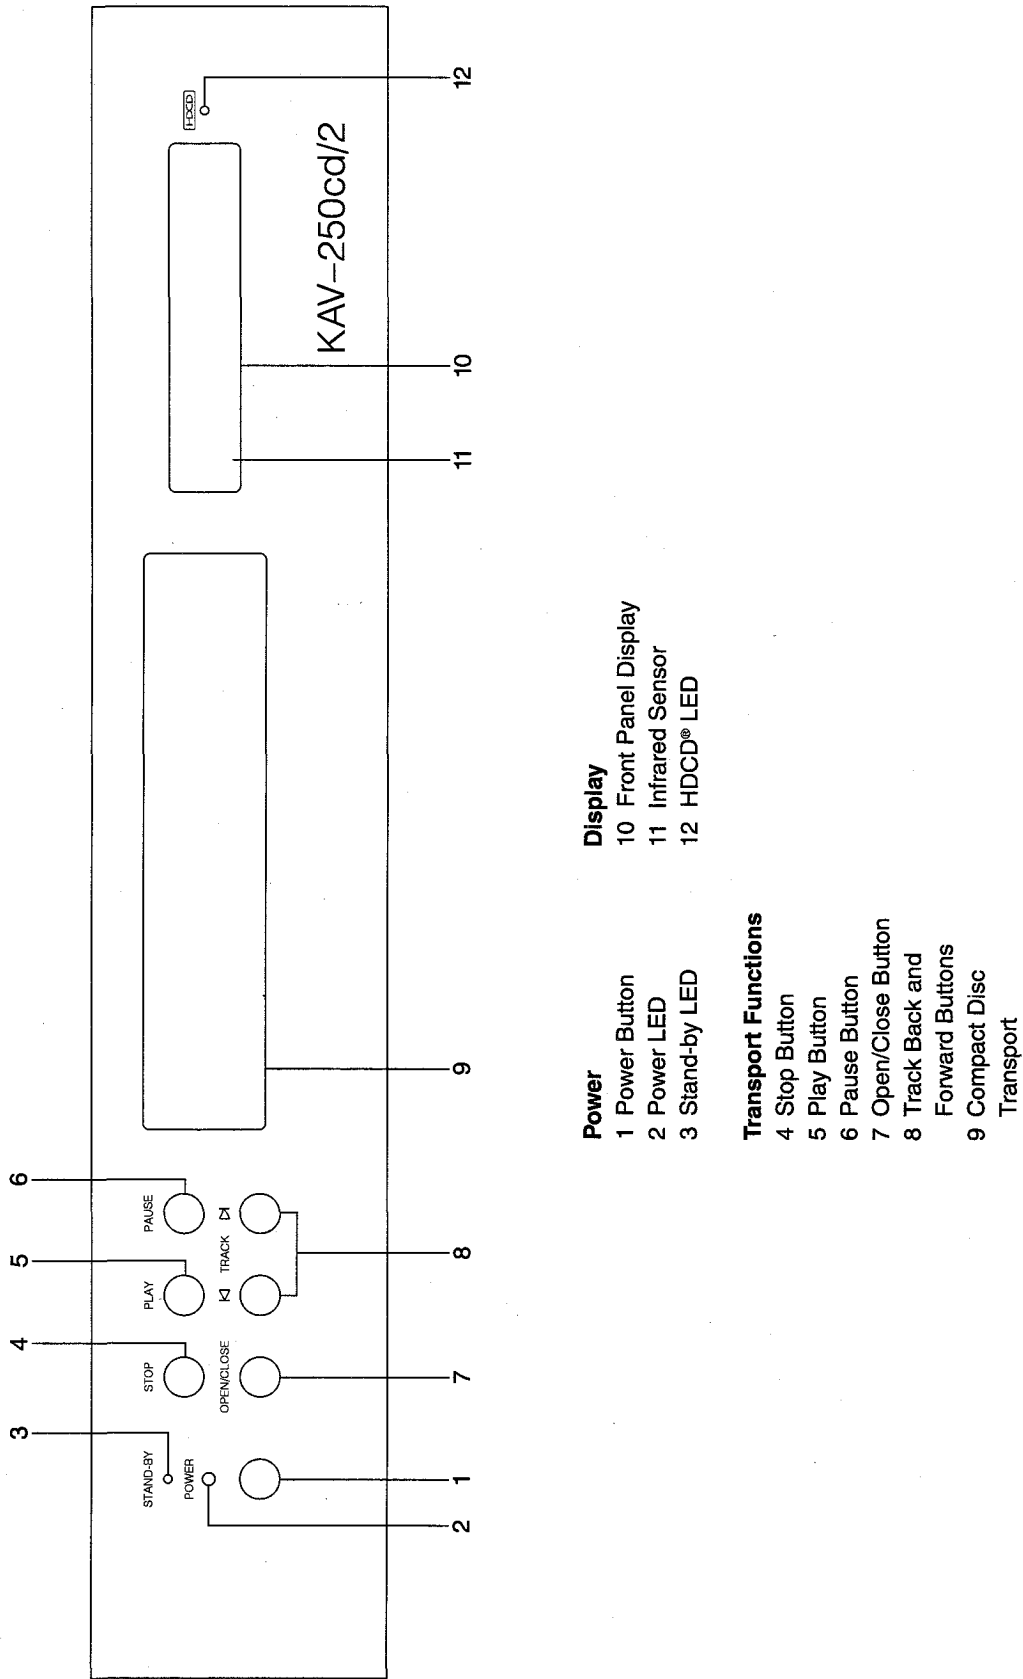 3
4
5
6
STAND-BY
STOP
PLAY
PAUSE
HDCD
POWER
OPEN/CLOSE
TRACK
KAV–250cd/2
2
1
7
8
9
11
10
12
Power
1 Power Button
2 Power LED
3 Stand-by LED
Transport Functions
4 Stop Button
5 Play Button
6 Pause Button
7 Open/Close Button
8 Track Back and
Forward Buttons
9 Compact Disc
Transport
Display
10 Front Panel Display
11 Infrared Sensor
12 HDCD® LED